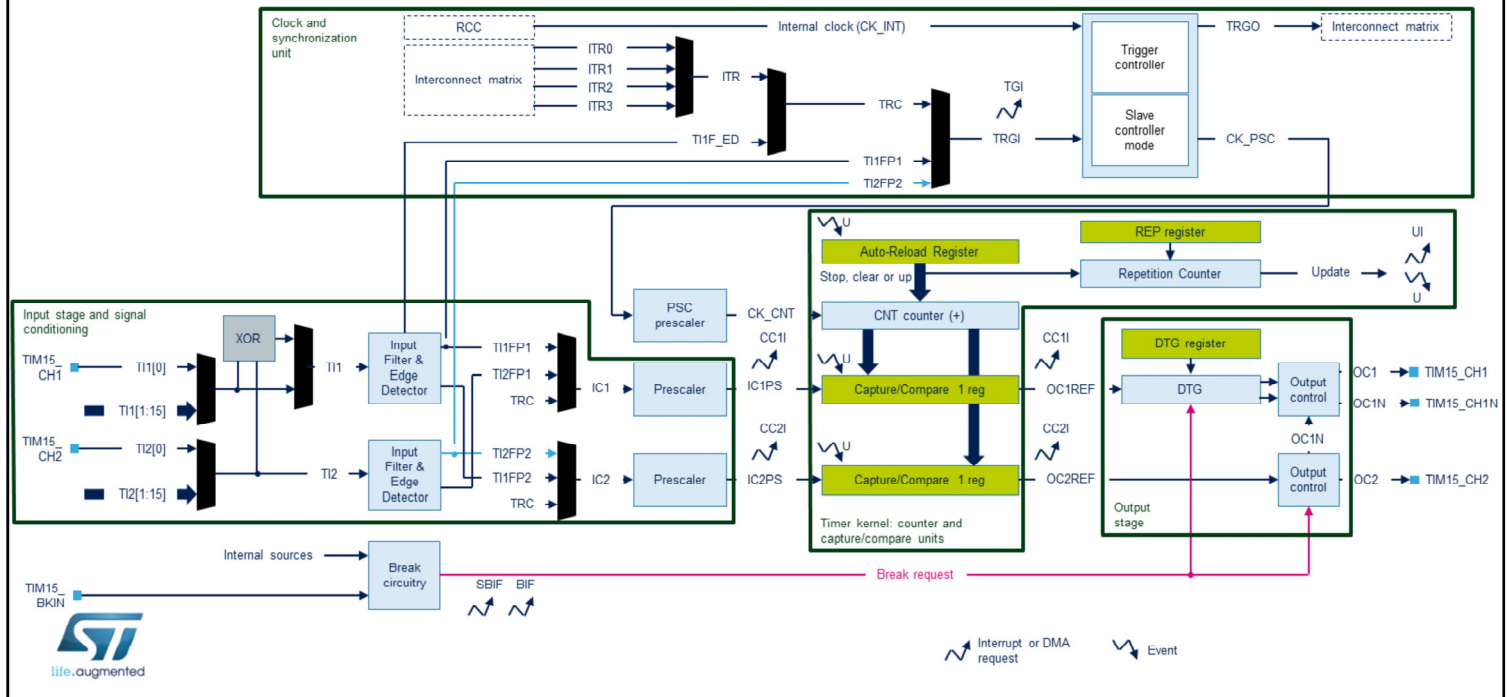 Clock and
synchronization
unit
RCC
Internal clock (CK_INT)
TRGO
Interconnect matrix
Interconnect matrix
ITR0
ITR1
ITR2
ITR3
ITR
TRC
TI1F_ED
TI1FP1
TI2FP2
TGI
TRGI
Trigger
controller
Slave
controller
mode
CK_PSC
U
Auto-Reload Register
Stop, clear or up
REP register
Repetition Counter
Update
UI
U
PSC
prescaler
CK_CNT
CNT counter (+)
Input stage and signal
conditioning
TIM15_
CH1
TI1[0]
TI1[1:15]
XOR
TI1
Input
Filter &
Edge
Detector
TI1FP1
TI2FP1
TRC
IC1
Prescaler
CC1I
IC1PS
U
Capture/Compare 1 reg
CC1I
OC1REF
DTG register
DTG
Output
control
OC1
TIM15_CH1
OC1N
TIM15_CH1N
OC1N
TIM15_
CH2
TI2[0]
TI2[1:15]
TI2
Input
Filter &
Edge
Detector
TI2FP2
TI1FP2
TRC
IC2
Prescaler
CC2I
IC2PS
U
Capture/Compare 1 reg
CC2I
OC2REF
Output
control
OC2
TIM15_CH2
Timer kernel: counter and
capture/compare units
Output
stage
Internal sources
TIM15_
BKIN
Break
circuitry
SBIF
BIF
Break request
ST
life.augmented
Interrupt or DMA
request
Event